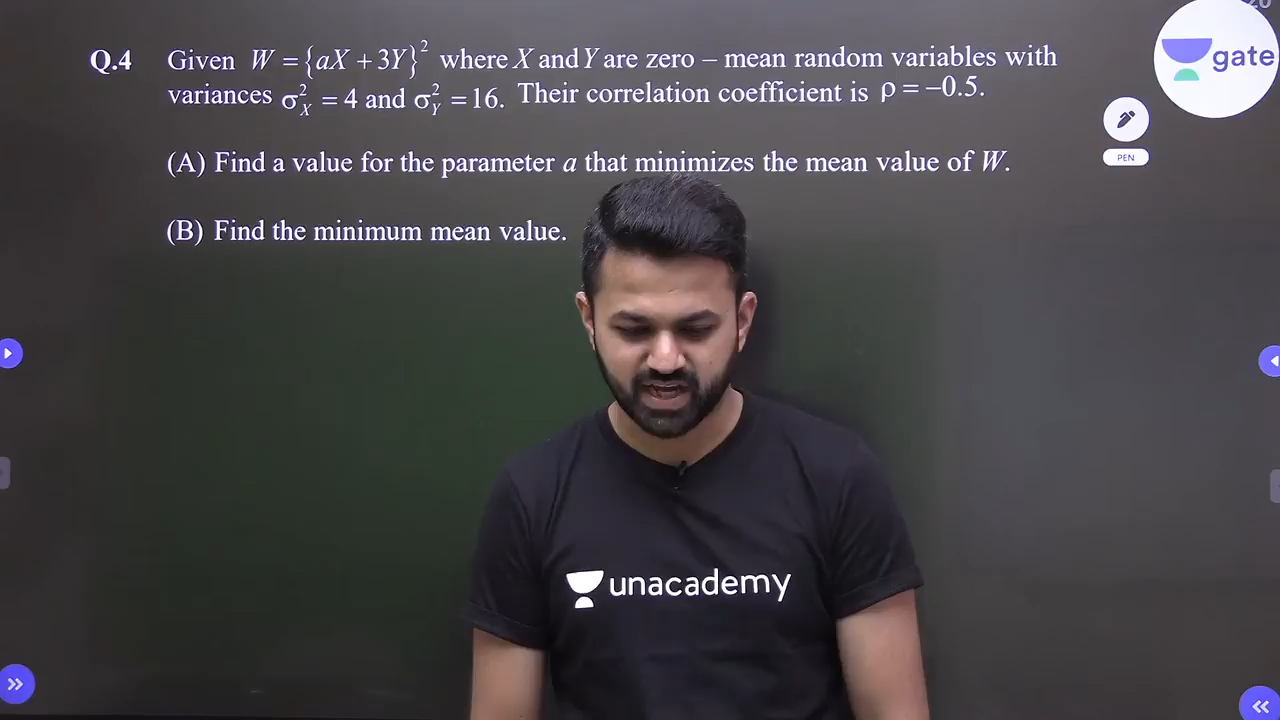 Q.4 Given W = {aX + 3Y}² where X and Y are zero – mean random variables with
variances σ²_X = 4 and σ²_Y = 16. Their correlation coefficient is ρ = −0.5.
(A) Find a value for the parameter a that minimizes the mean value of W.
(B) Find the minimum mean value.
gate
PEN
unacademy